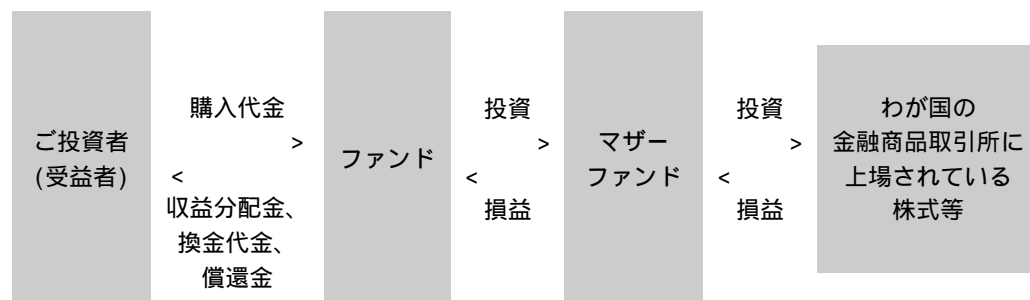 ご投資者
(受益者)
購入代金
>
<
収益分配金、
換金代金、
償還金
ファンド
投資
>
<
損益
マザー
ファンド
投資
>
<
損益
わが国の
金融商品取引所に
上場されている
株式等